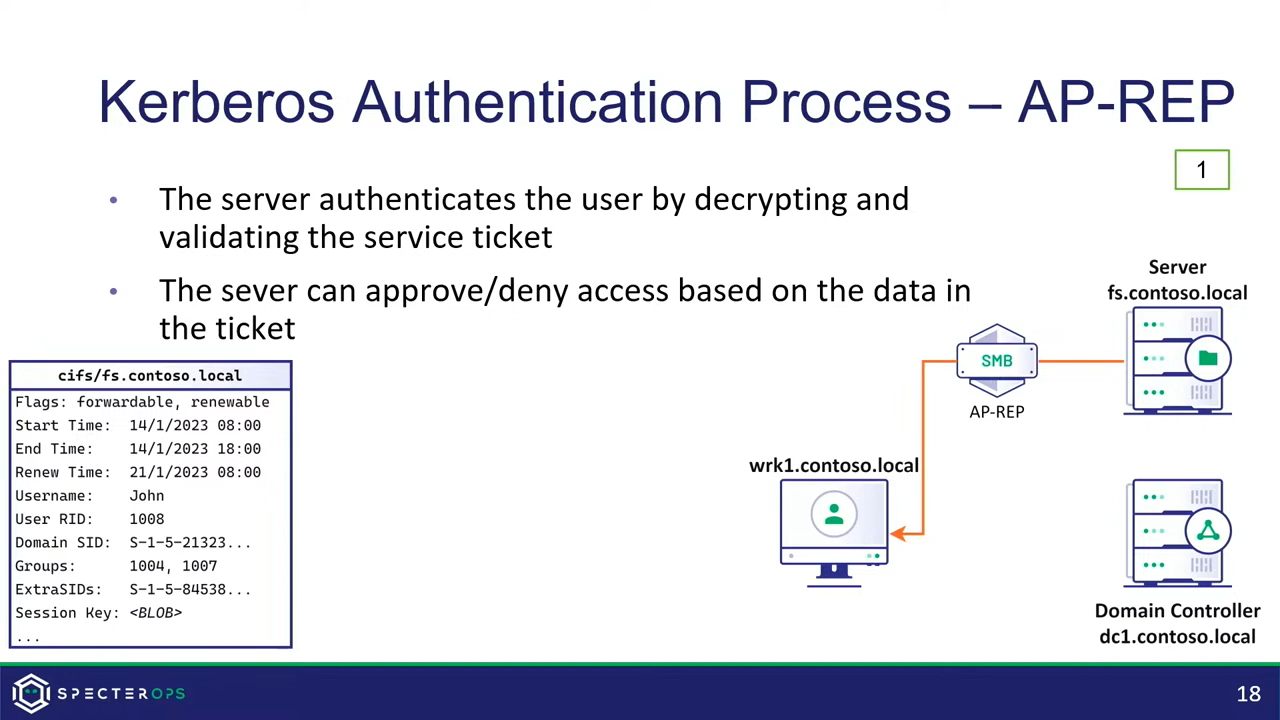 Kerberos Authentication Process – AP-REP
1
• The server authenticates the user by decrypting and
validating the service ticket
• The sever can approve/deny access based on the data in
the ticket
cifs/fs.contoso.local
Flags: forwardable, renewable
Start Time: 14/1/2023 08:00
End Time: 14/1/2023 18:00
Renew Time: 21/1/2023 08:00
Username: John
User RID: 1008
Domain SID: S-1-5-21323...
Groups: 1004, 1007
ExtraSIDs: S-1-5-84538...
Session Key: <BLOB>
...
Server
fs.contoso.local
SMB
AP-REP
wrk1.contoso.local
Domain Controller
dc1.contoso.local
SPECTEROPS
18